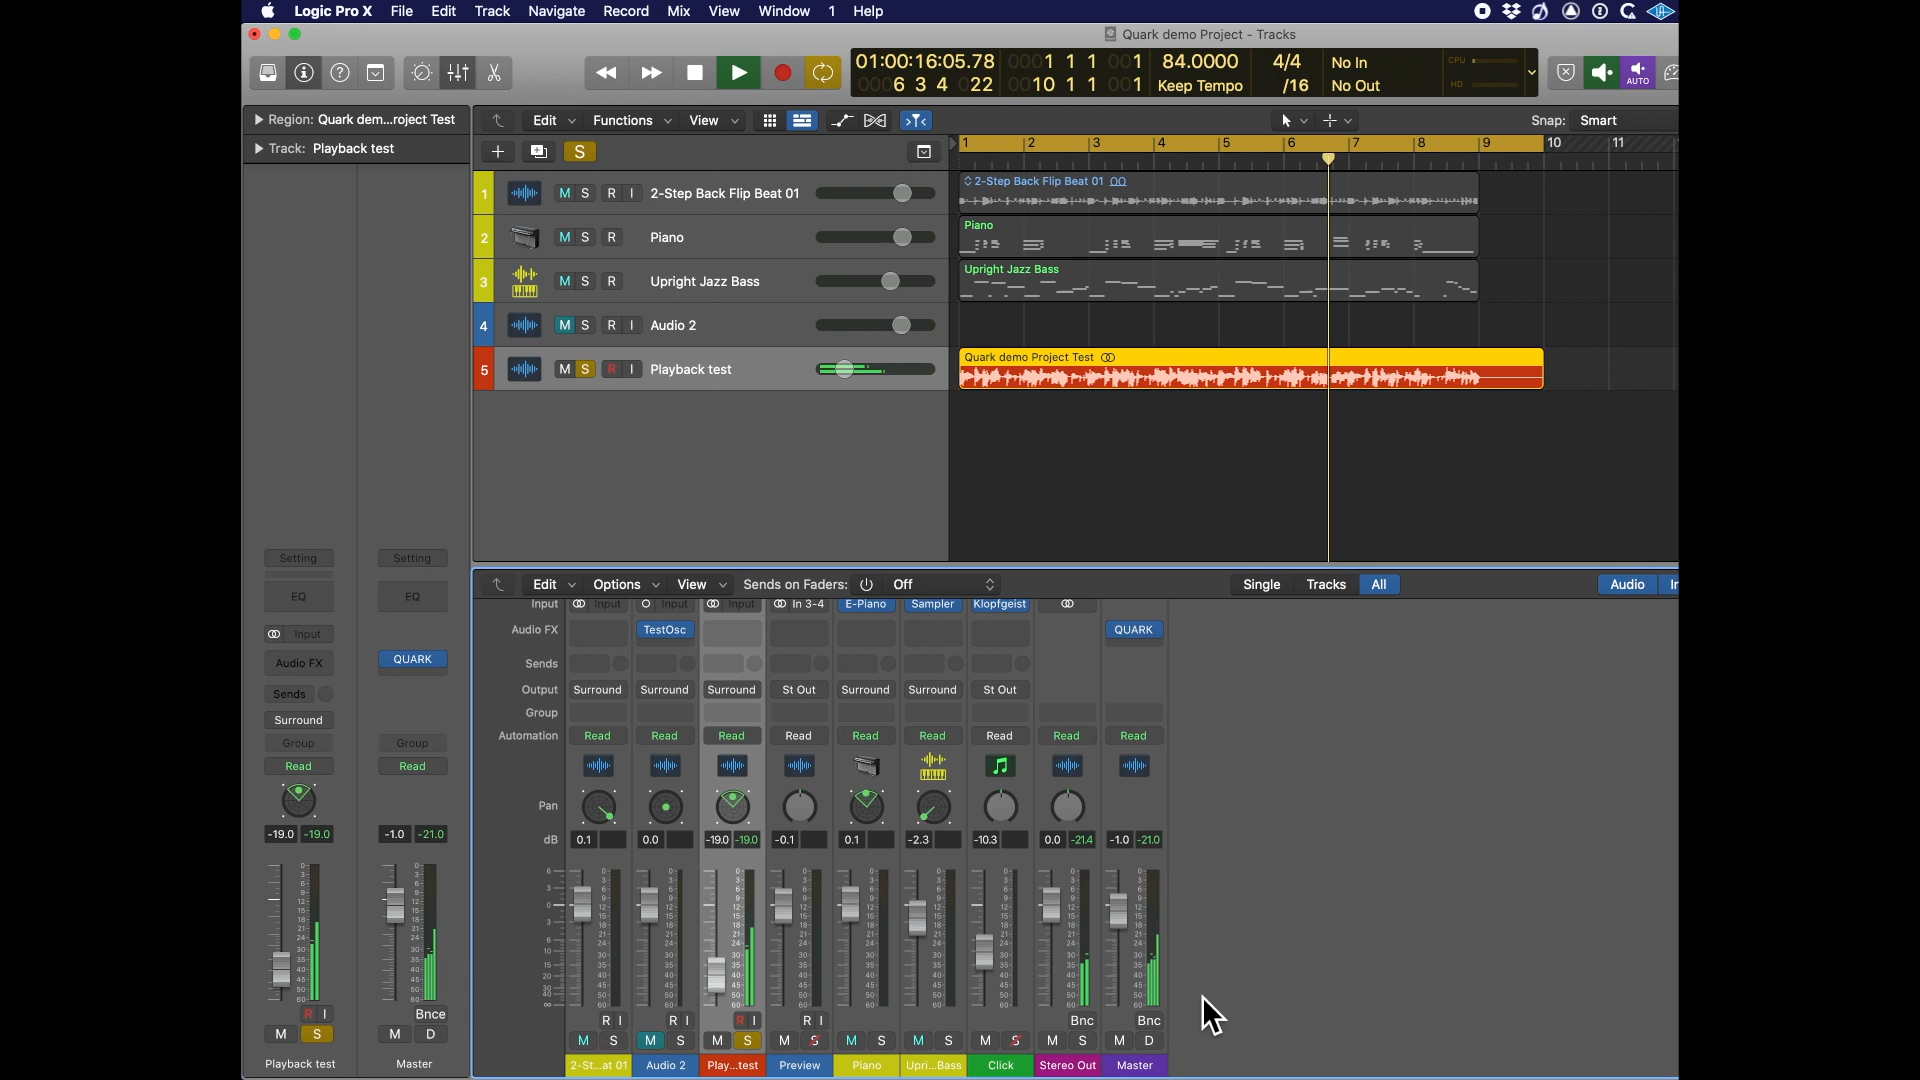 Logic Pro X File Edit Track Navigate Record Mix View Window 1 Help
Quark demo Project - Tracks
01:00:16:05.78 0001 1 1 001 84.0000 4/4 No In CPU
0006 3 4 022 0010 1 1 001 Keep Tempo /16 No Out HD
AUTO
Region: Quark dem...roject Test
Edit Functions View
Snap: Smart
Track: Playback test
S
1 2 3 4 5 6 7 8 9 10 11
1 M S R I 2-Step Back Flip Beat 01
2-Step Back Flip Beat 01
2 M S R Piano
Piano
3 M S R Upright Jazz Bass
Upright Jazz Bass
4 M S R I Audio 2
5 M S R I Playback test
Quark demo Project Test
Setting Setting
EQ EQ
Input
Audio FX QUARK
Sends
Surround
Group Group
Read Read
-19.0 -19.0 -1.0 -21.0
R I Bnce
M S M D
Playback test Master
Edit Options View Sends on Faders: Off Single Tracks All Audio In
Input Input Input Input In 3-4 E-Piano Sampler Klopfgeist
Audio FX TestOsc QUARK
Sends
Output Surround Surround Surround St Out Surround Surround St Out
Group
Automation Read Read Read Read Read Read Read Read Read
Pan
dB 0.1 0.0 -19.0 -19.0 -0.1 0.1 -2.3 -10.3 0.0 -21.4 -1.0 -21.0
R I R I R I R I Bnc Bnc
M S M S M S M S M S M S M S M S M D
2-St...at 01 Audio 2 Play...test Preview Piano Upri...Bass Click Stereo Out Master